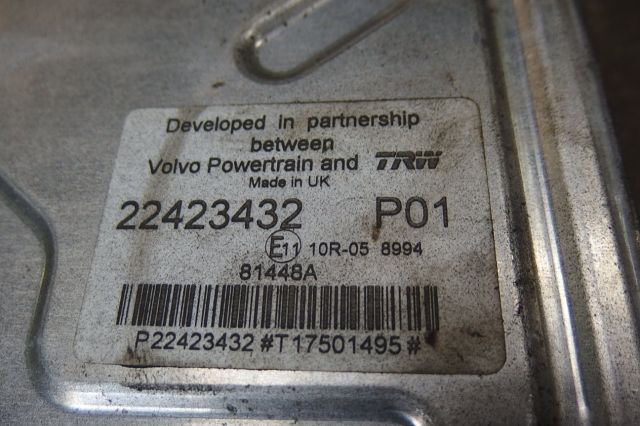 Developed in partnership
between
Volvo Powertrain and TRW
Made in UK
22423432 P01
E11 10R-05 8994
81448A
P22423432#T17501495#